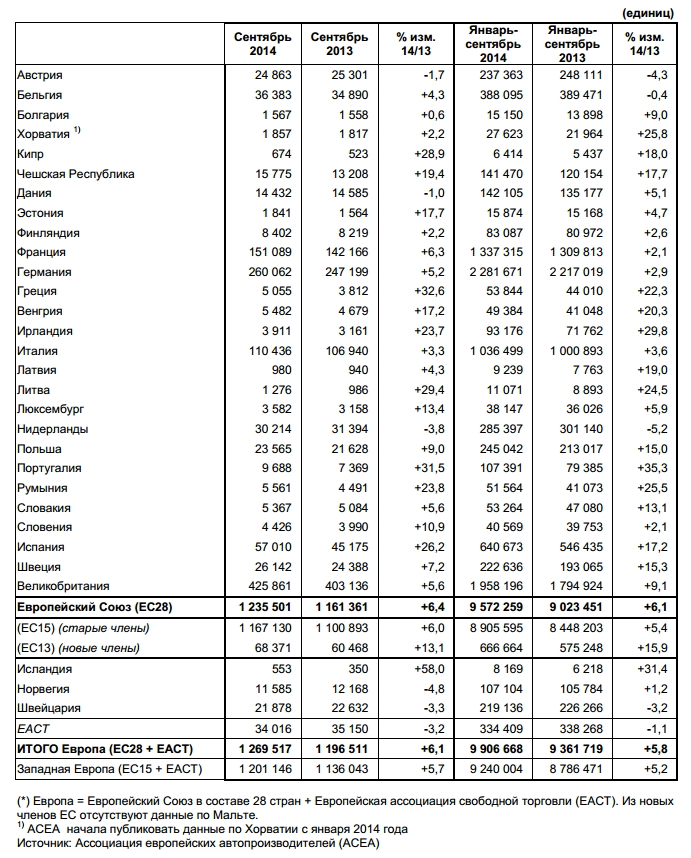 (единиц)
Сентябрь 2014 Сентябрь 2013 % изм. 14/13 Январь-сентябрь 2014 Январь-сентябрь 2013 % изм. 14/13
Австрия 24 863 25 301 -1,7 237 363 248 111 -4,3
Бельгия 36 383 34 890 +4,3 388 095 389 471 -0,4
Болгария 1 567 1 558 +0,6 15 150 13 898 +9,0
Хорватия 1) 1 857 1 817 +2,2 27 623 21 964 +25,8
Кипр 674 523 +28,9 6 414 5 437 +18,0
Чешская Республика 15 775 13 208 +19,4 141 470 120 154 +17,7
Дания 14 432 14 585 -1,0 142 105 135 177 +5,1
Эстония 1 841 1 564 +17,7 15 874 15 168 +4,7
Финляндия 8 402 8 219 +2,2 83 087 80 972 +2,6
Франция 151 089 142 166 +6,3 1 337 315 1 309 813 +2,1
Германия 260 062 247 199 +5,2 2 281 671 2 217 019 +2,9
Греция 5 055 3 812 +32,6 53 844 44 010 +22,3
Венгрия 5 482 4 679 +17,2 49 384 41 048 +20,3
Ирландия 3 911 3 161 +23,7 93 176 71 762 +29,8
Италия 110 436 106 940 +3,3 1 036 499 1 000 893 +3,6
Латвия 980 940 +4,3 9 239 7 763 +19,0
Литва 1 276 986 +29,4 11 071 8 893 +24,5
Люксембург 3 582 3 158 +13,4 38 147 36 026 +5,9
Нидерланды 30 214 31 394 -3,8 285 397 301 140 -5,2
Польша 23 565 21 628 +9,0 245 042 213 017 +15,0
Португалия 9 688 7 369 +31,5 107 391 79 385 +35,3
Румыния 5 561 4 491 +23,8 51 564 41 073 +25,5
Словакия 5 367 5 084 +5,6 53 264 47 080 +13,1
Словения 4 426 3 990 +10,9 40 569 39 753 +2,1
Испания 57 010 45 175 +26,2 640 673 546 435 +17,2
Швеция 26 142 24 388 +7,2 222 636 193 065 +15,3
Великобритания 425 861 403 136 +5,6 1 958 196 1 794 924 +9,1
Европейский Союз (ЕС28) 1 235 501 1 161 361 +6,4 9 572 259 9 023 451 +6,1
(ЕС15) (старые члены) 1 167 130 1 100 893 +6,0 8 905 595 8 448 203 +5,4
(ЕС13) (новые члены) 68 371 60 468 +13,1 666 664 575 248 +15,9
Исландия 553 350 +58,0 8 169 6 218 +31,4
Норвегия 11 585 12 168 -4,8 107 104 105 784 +1,2
Швейцария 21 878 22 632 -3,3 219 136 226 266 -3,2
ЕАСТ 34 016 35 150 -3,2 334 409 338 268 -1,1
ИТОГО Европа (ЕС28 + ЕАСТ) 1 269 517 1 196 511 +6,1 9 906 668 9 361 719 +5,8
Западная Европа (ЕС15 + ЕАСТ) 1 201 146 1 136 043 +5,7 9 240 004 8 786 471 +5,2
(*) Европа = Европейский Союз в составе 28 стран + Европейская ассоциация свободной торговли (ЕАСТ). Из новых
членов ЕС отсутствуют данные по Мальте.
1) ACEA начала публиковать данные по Хорватии с января 2014 года
Источник: Ассоциация европейских автопроизводителей (ACEA)